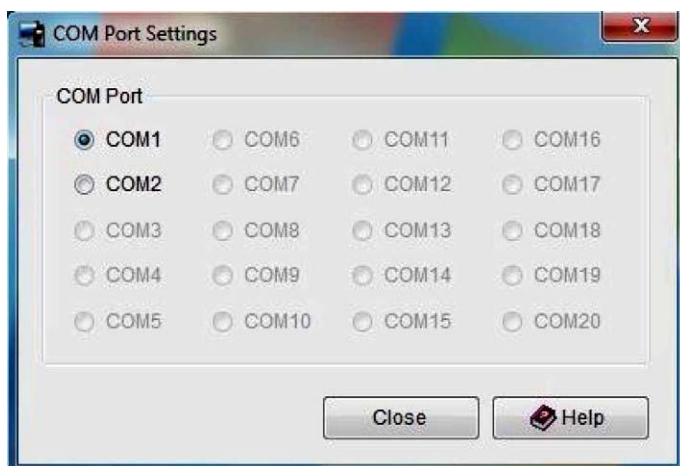 COM Port Settings
COM Port
COM1 COM6 COM11 COM16
COM2 COM7 COM12 COM17
COM3 COM8 COM13 COM18
COM4 COM9 COM14 COM19
COM5 COM10 COM15 COM20
Close Help